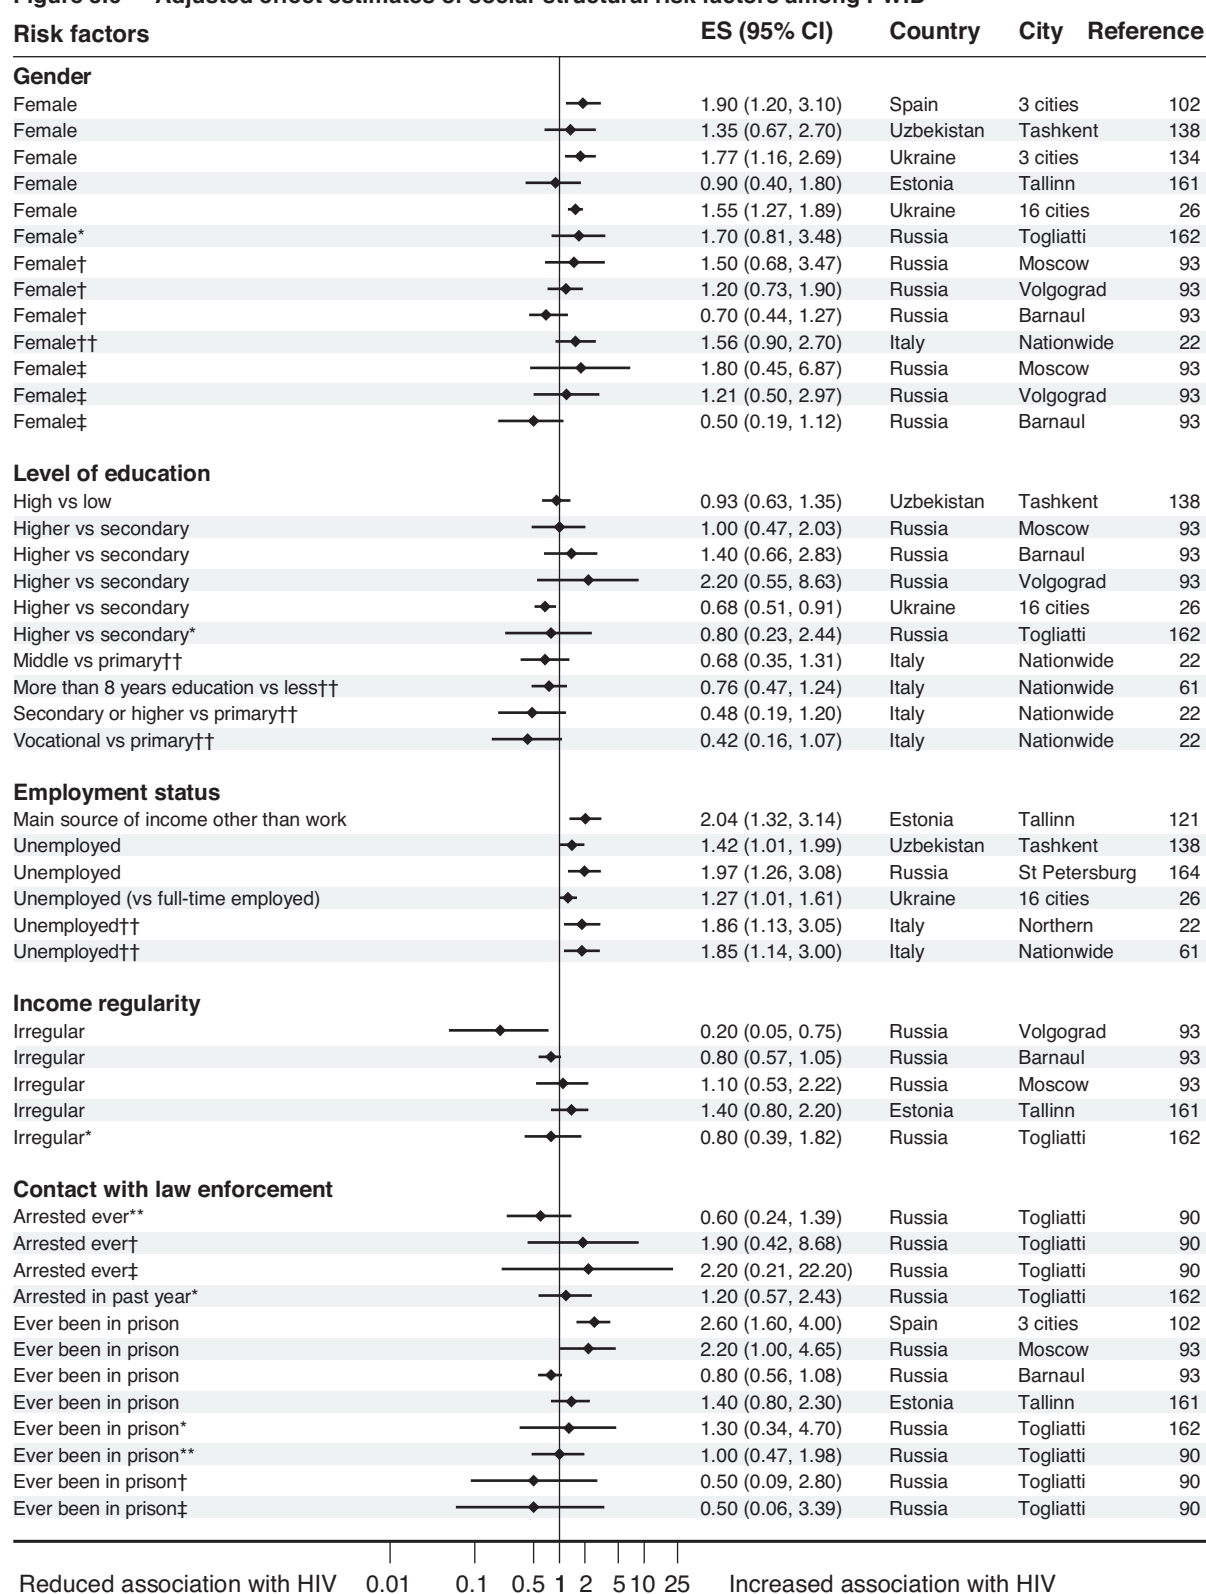 Risk factors ES (95% CI) Country City Reference
Gender
Female 1.90 (1.20, 3.10) Spain 3 cities 102
Female 1.35 (0.67, 2.70) Uzbekistan Tashkent 138
Female 1.77 (1.16, 2.69) Ukraine 3 cities 134
Female 0.90 (0.40, 1.80) Estonia Tallinn 161
Female 1.55 (1.27, 1.89) Ukraine 16 cities 26
Female* 1.70 (0.81, 3.48) Russia Togliatti 162
Female† 1.50 (0.68, 3.47) Russia Moscow 93
Female† 1.20 (0.73, 1.90) Russia Volgograd 93
Female† 0.70 (0.44, 1.27) Russia Barnaul 93
Female†† 1.56 (0.90, 2.70) Italy Nationwide 22
Female‡ 1.80 (0.45, 6.87) Russia Moscow 93
Female‡ 1.21 (0.50, 2.97) Russia Volgograd 93
Female‡ 0.50 (0.19, 1.12) Russia Barnaul 93
Level of education
High vs low 0.93 (0.63, 1.35) Uzbekistan Tashkent 138
Higher vs secondary 1.00 (0.47, 2.03) Russia Moscow 93
Higher vs secondary 1.40 (0.66, 2.83) Russia Barnaul 93
Higher vs secondary 2.20 (0.55, 8.63) Russia Volgograd 93
Higher vs secondary 0.68 (0.51, 0.91) Ukraine 16 cities 26
Higher vs secondary* 0.80 (0.23, 2.44) Russia Togliatti 162
Middle vs primary†† 0.68 (0.35, 1.31) Italy Nationwide 22
More than 8 years education vs less†† 0.76 (0.47, 1.24) Italy Nationwide 61
Secondary or higher vs primary†† 0.48 (0.19, 1.20) Italy Nationwide 22
Vocational vs primary†† 0.42 (0.16, 1.07) Italy Nationwide 22
Employment status
Main source of income other than work 2.04 (1.32, 3.14) Estonia Tallinn 121
Unemployed 1.42 (1.01, 1.99) Uzbekistan Tashkent 138
Unemployed 1.97 (1.26, 3.08) Russia St Petersburg 164
Unemployed (vs full-time employed) 1.27 (1.01, 1.61) Ukraine 16 cities 26
Unemployed†† 1.86 (1.13, 3.05) Italy Northern 22
Unemployed†† 1.85 (1.14, 3.00) Italy Nationwide 61
Income regularity
Irregular 0.20 (0.05, 0.75) Russia Volgograd 93
Irregular 0.80 (0.57, 1.05) Russia Barnaul 93
Irregular 1.10 (0.53, 2.22) Russia Moscow 93
Irregular 1.40 (0.80, 2.20) Estonia Tallinn 161
Irregular* 0.80 (0.39, 1.82) Russia Togliatti 162
Contact with law enforcement
Arrested ever** 0.60 (0.24, 1.39) Russia Togliatti 90
Arrested ever† 1.90 (0.42, 8.68) Russia Togliatti 90
Arrested ever‡ 2.20 (0.21, 22.20) Russia Togliatti 90
Arrested in past year* 1.20 (0.57, 2.43) Russia Togliatti 162
Ever been in prison 2.60 (1.60, 4.00) Spain 3 cities 102
Ever been in prison 2.20 (1.00, 4.65) Russia Moscow 93
Ever been in prison 0.80 (0.56, 1.08) Russia Barnaul 93
Ever been in prison 1.40 (0.80, 2.30) Estonia Tallinn 161
Ever been in prison* 1.30 (0.34, 4.70) Russia Togliatti 162
Ever been in prison** 1.00 (0.47, 1.98) Russia Togliatti 90
Ever been in prison† 0.50 (0.09, 2.80) Russia Togliatti 90
Ever been in prison‡ 0.50 (0.06, 3.39) Russia Togliatti 90
Reduced association with HIV 0.01 0.1 0.5 1 2 5 10 25 Increased association with HIV